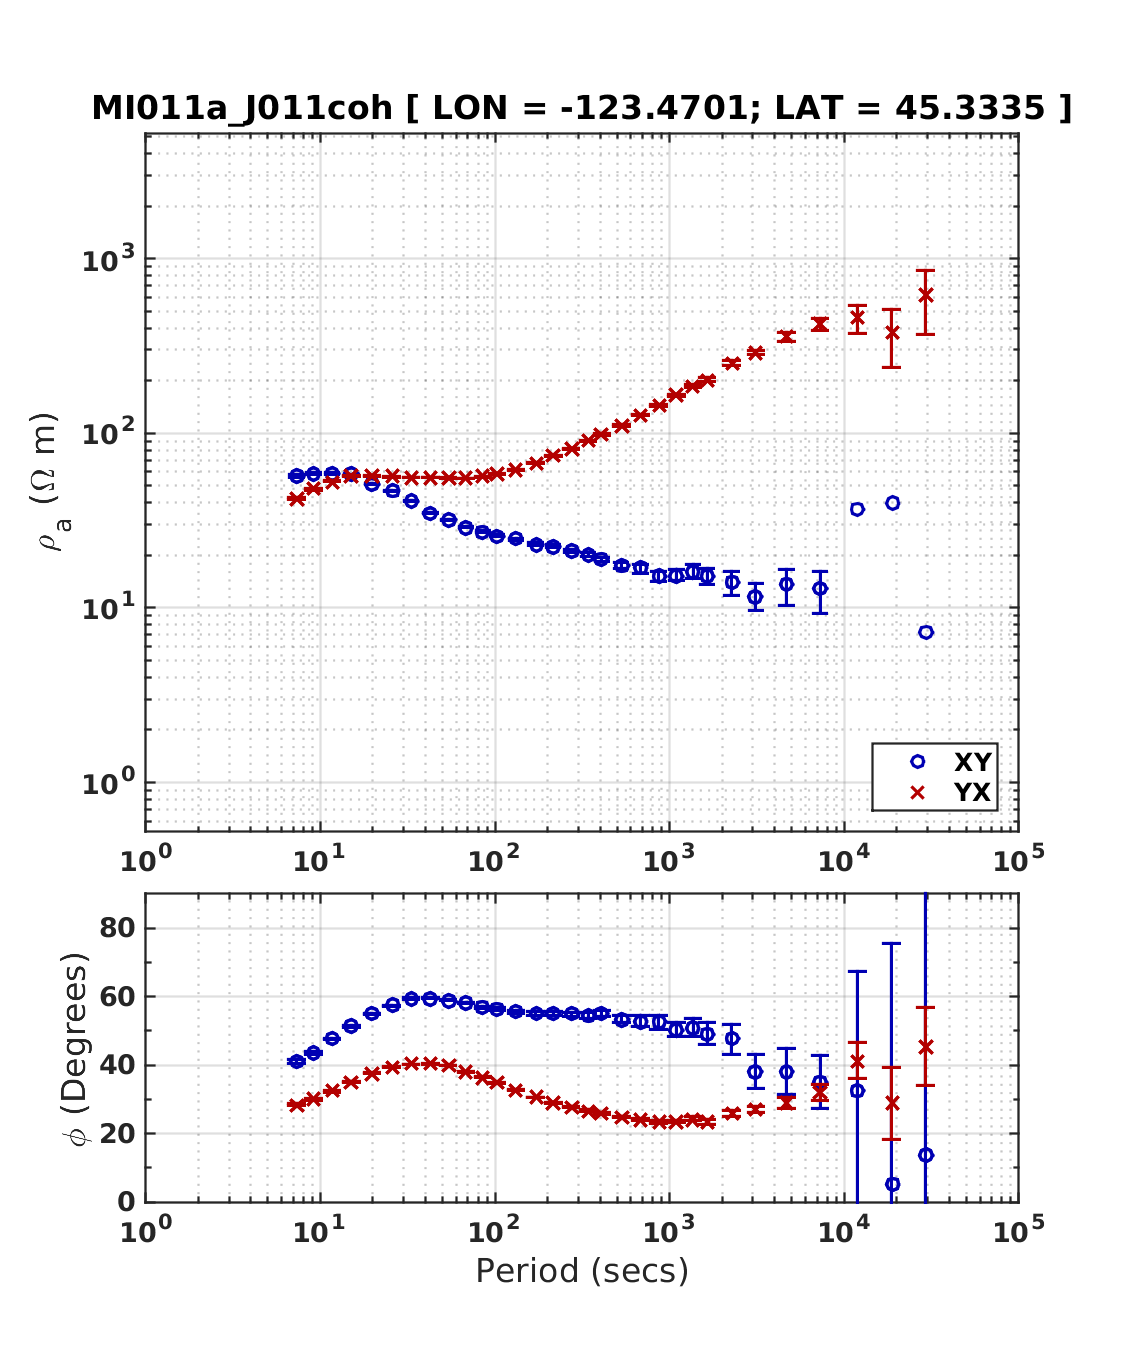 MI011a_J011coh [ LON = -123.4701; LAT = 45.3335 ]
10³
10²
10¹
10⁰
ρ a (Ω m)
XY
YX
10⁰ 10¹ 10² 10³ 10⁴ 10⁵
80
60
40
20
0
ϕ (Degrees)
10⁰ 10¹ 10² 10³ 10⁴ 10⁵
Period (secs)